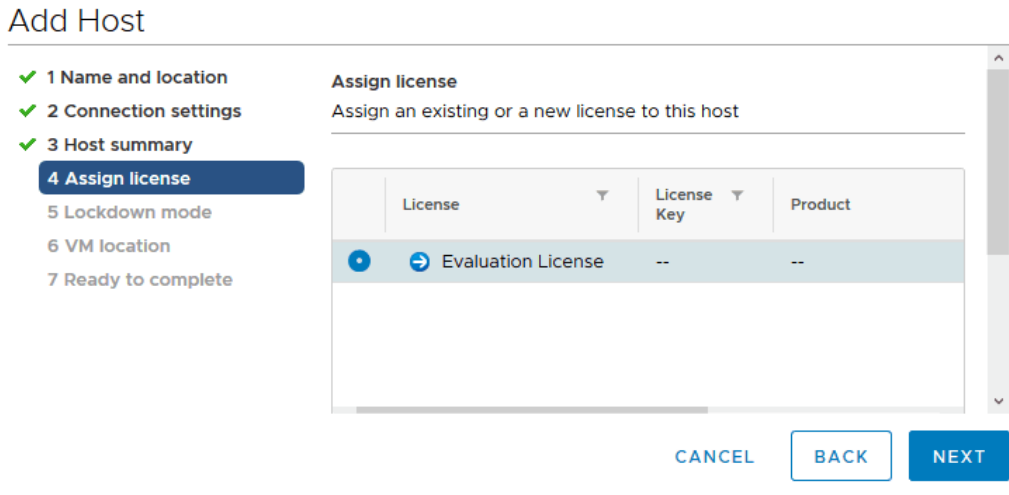 Add Host
1 Name and location
2 Connection settings
3 Host summary
4 Assign license
5 Lockdown mode
6 VM location
7 Ready to complete
Assign license
Assign an existing or a new license to this host
License
License
Key
Product
Evaluation License
--
--
CANCEL
BACK
NEXT